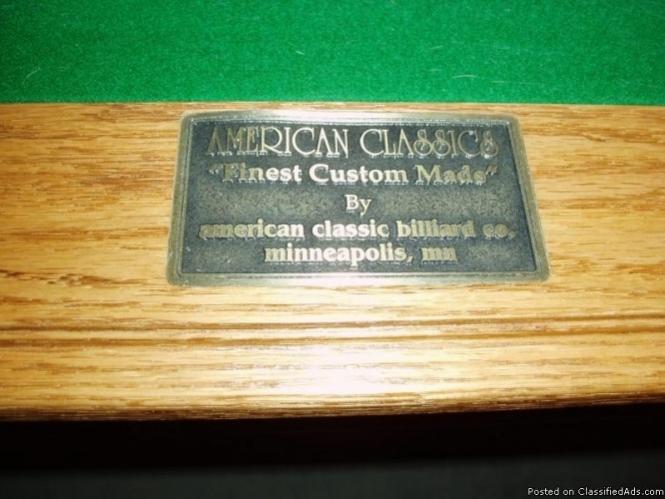 AMERICAN CLASSICS
"Finest Custom Made"
By
american classic billiard co.
minneapolis, mn
Posted on ClassifiedAds.com